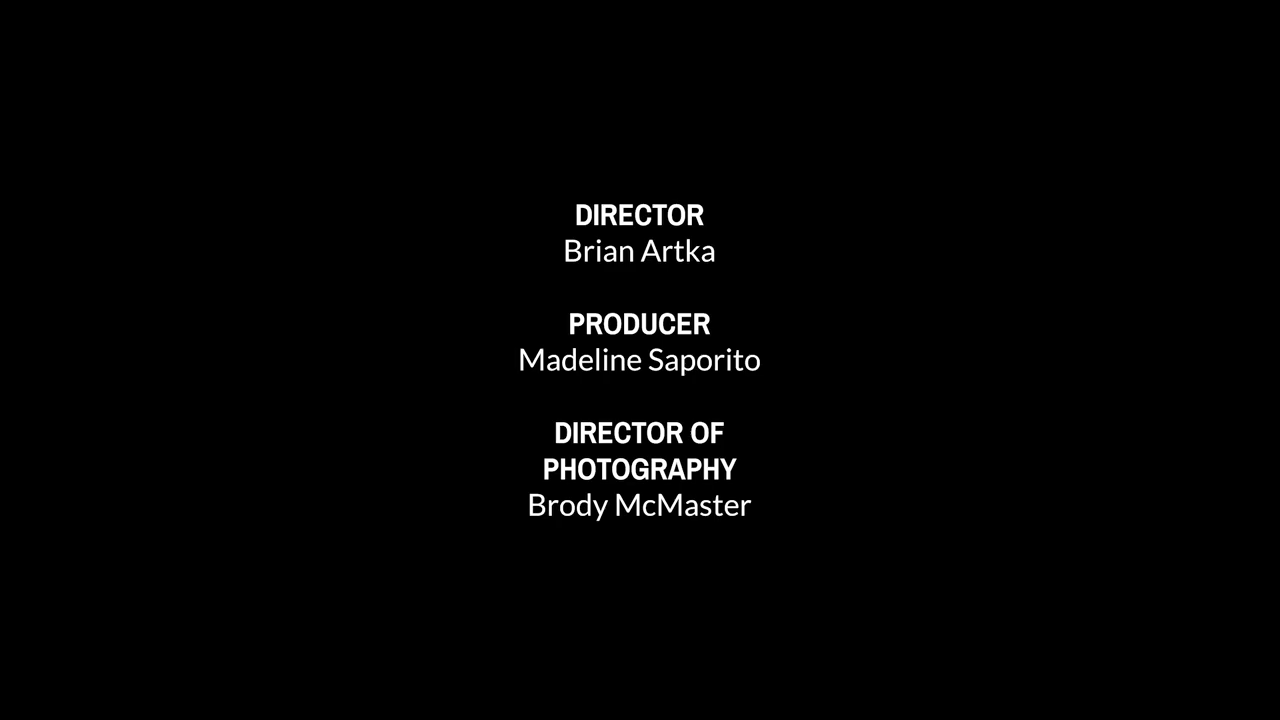 DIRECTOR
Brian Artka
PRODUCER
Madeline Saporito
DIRECTOR OF
PHOTOGRAPHY
Brody McMaster